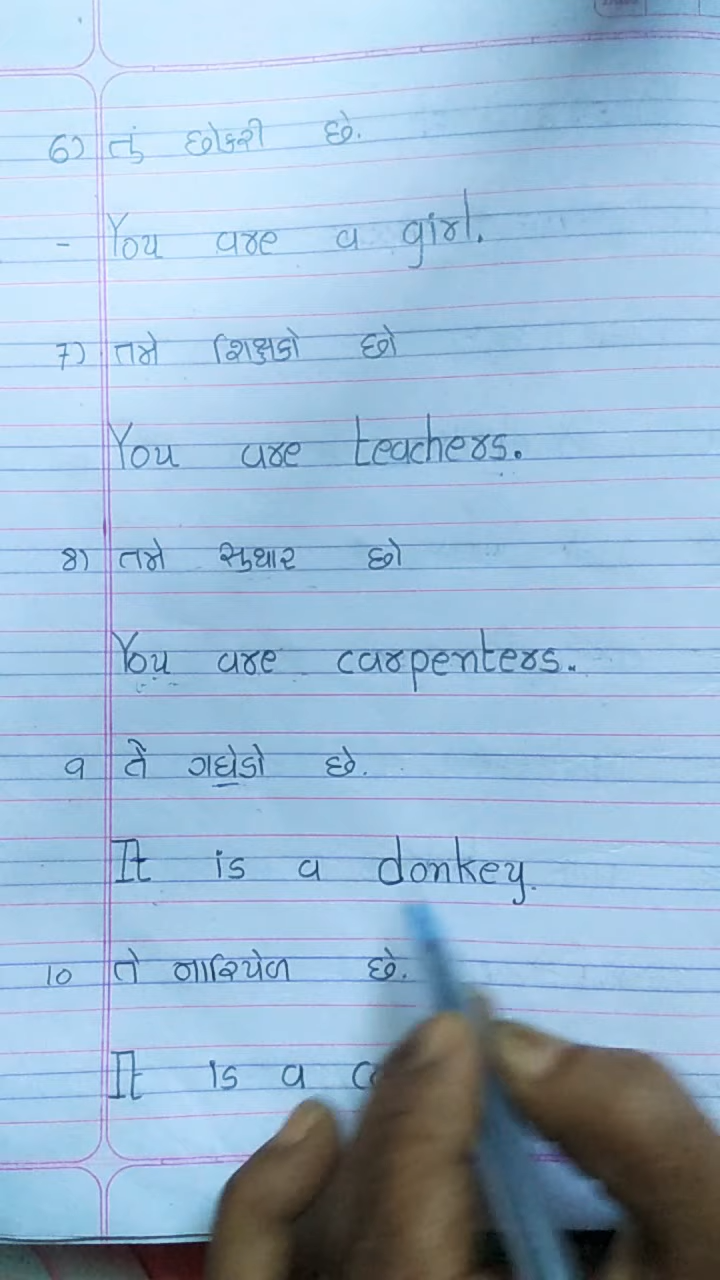 6) તું છોકરી છે.
- You are a girl.
7) તમે શિક્ષકો છો
You are teachers.
8) તમે સુથાર છો
You are carpenters.
9 તે ગધેડો છે.
It is a donkey.
10 તે નારિયેળ છે.
It is a